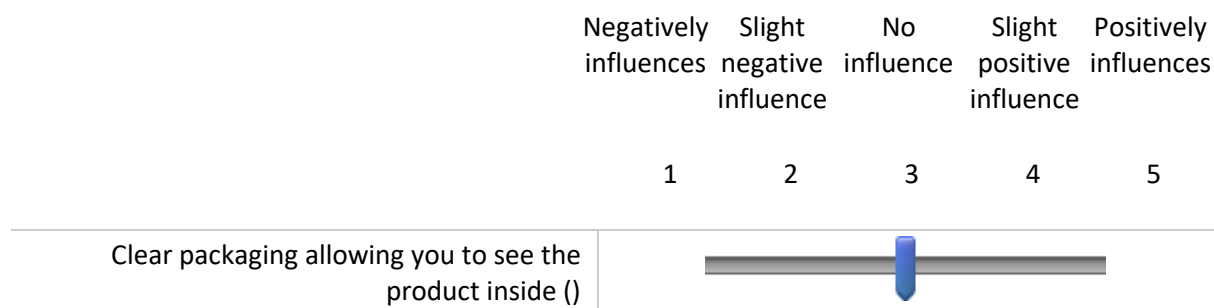 Negatively Slight No Slight Positively
influences negative influence positive influences
influence influence
1 2 3 4 5
Clear packaging allowing you to see the
product inside ()